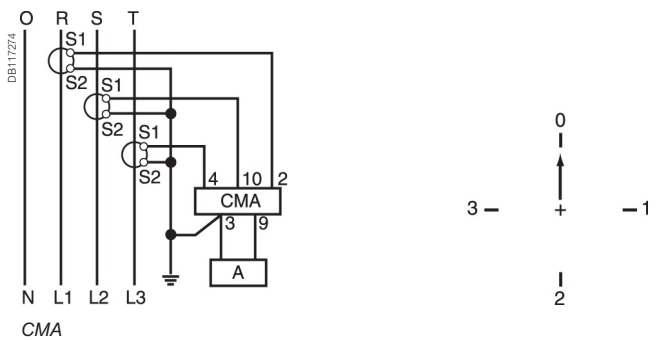 O R S T
DB117274
S1
S2
S1
S2
S1
S2
4 10 2
CMA
3 9
A
N L1 L2 L3
CMA
0
3 1
2